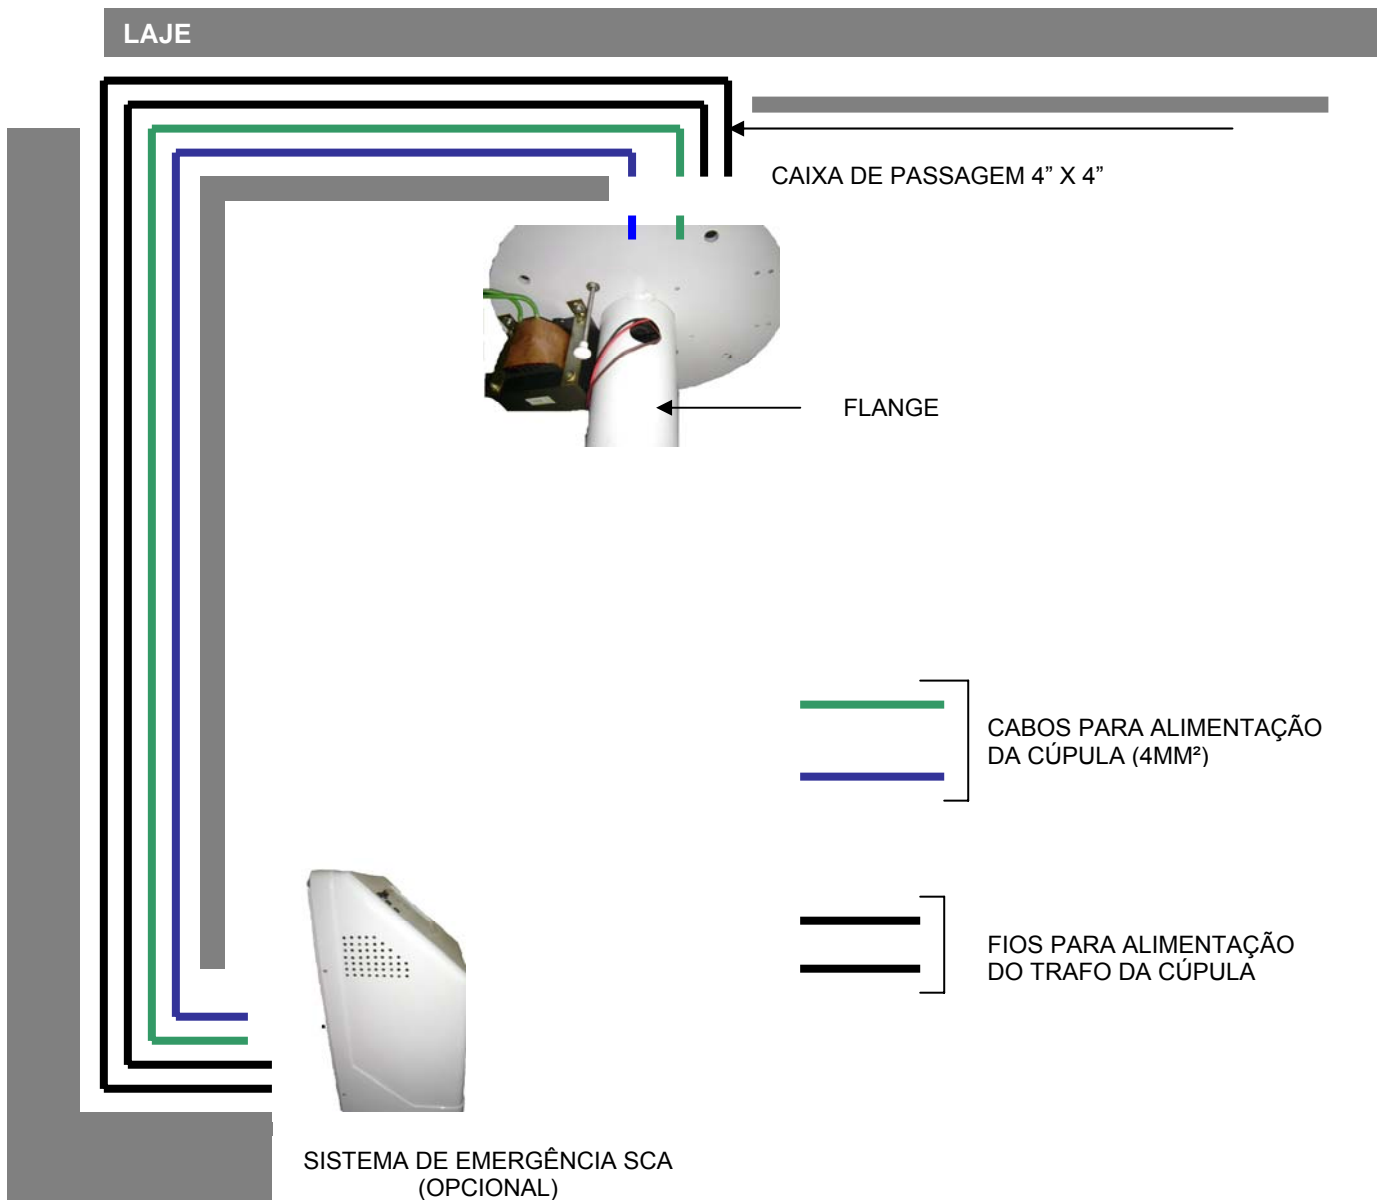 LAJE
CAIXA DE PASSAGEM 4” X 4”
FLANGE
CABOS PARA ALIMENTAÇÃO
DA CÚPULA (4MM²)
FIOS PARA ALIMENTAÇÃO
DO TRAFO DA CÚPULA
SISTEMA DE EMERGÊNCIA SCA
(OPCIONAL)